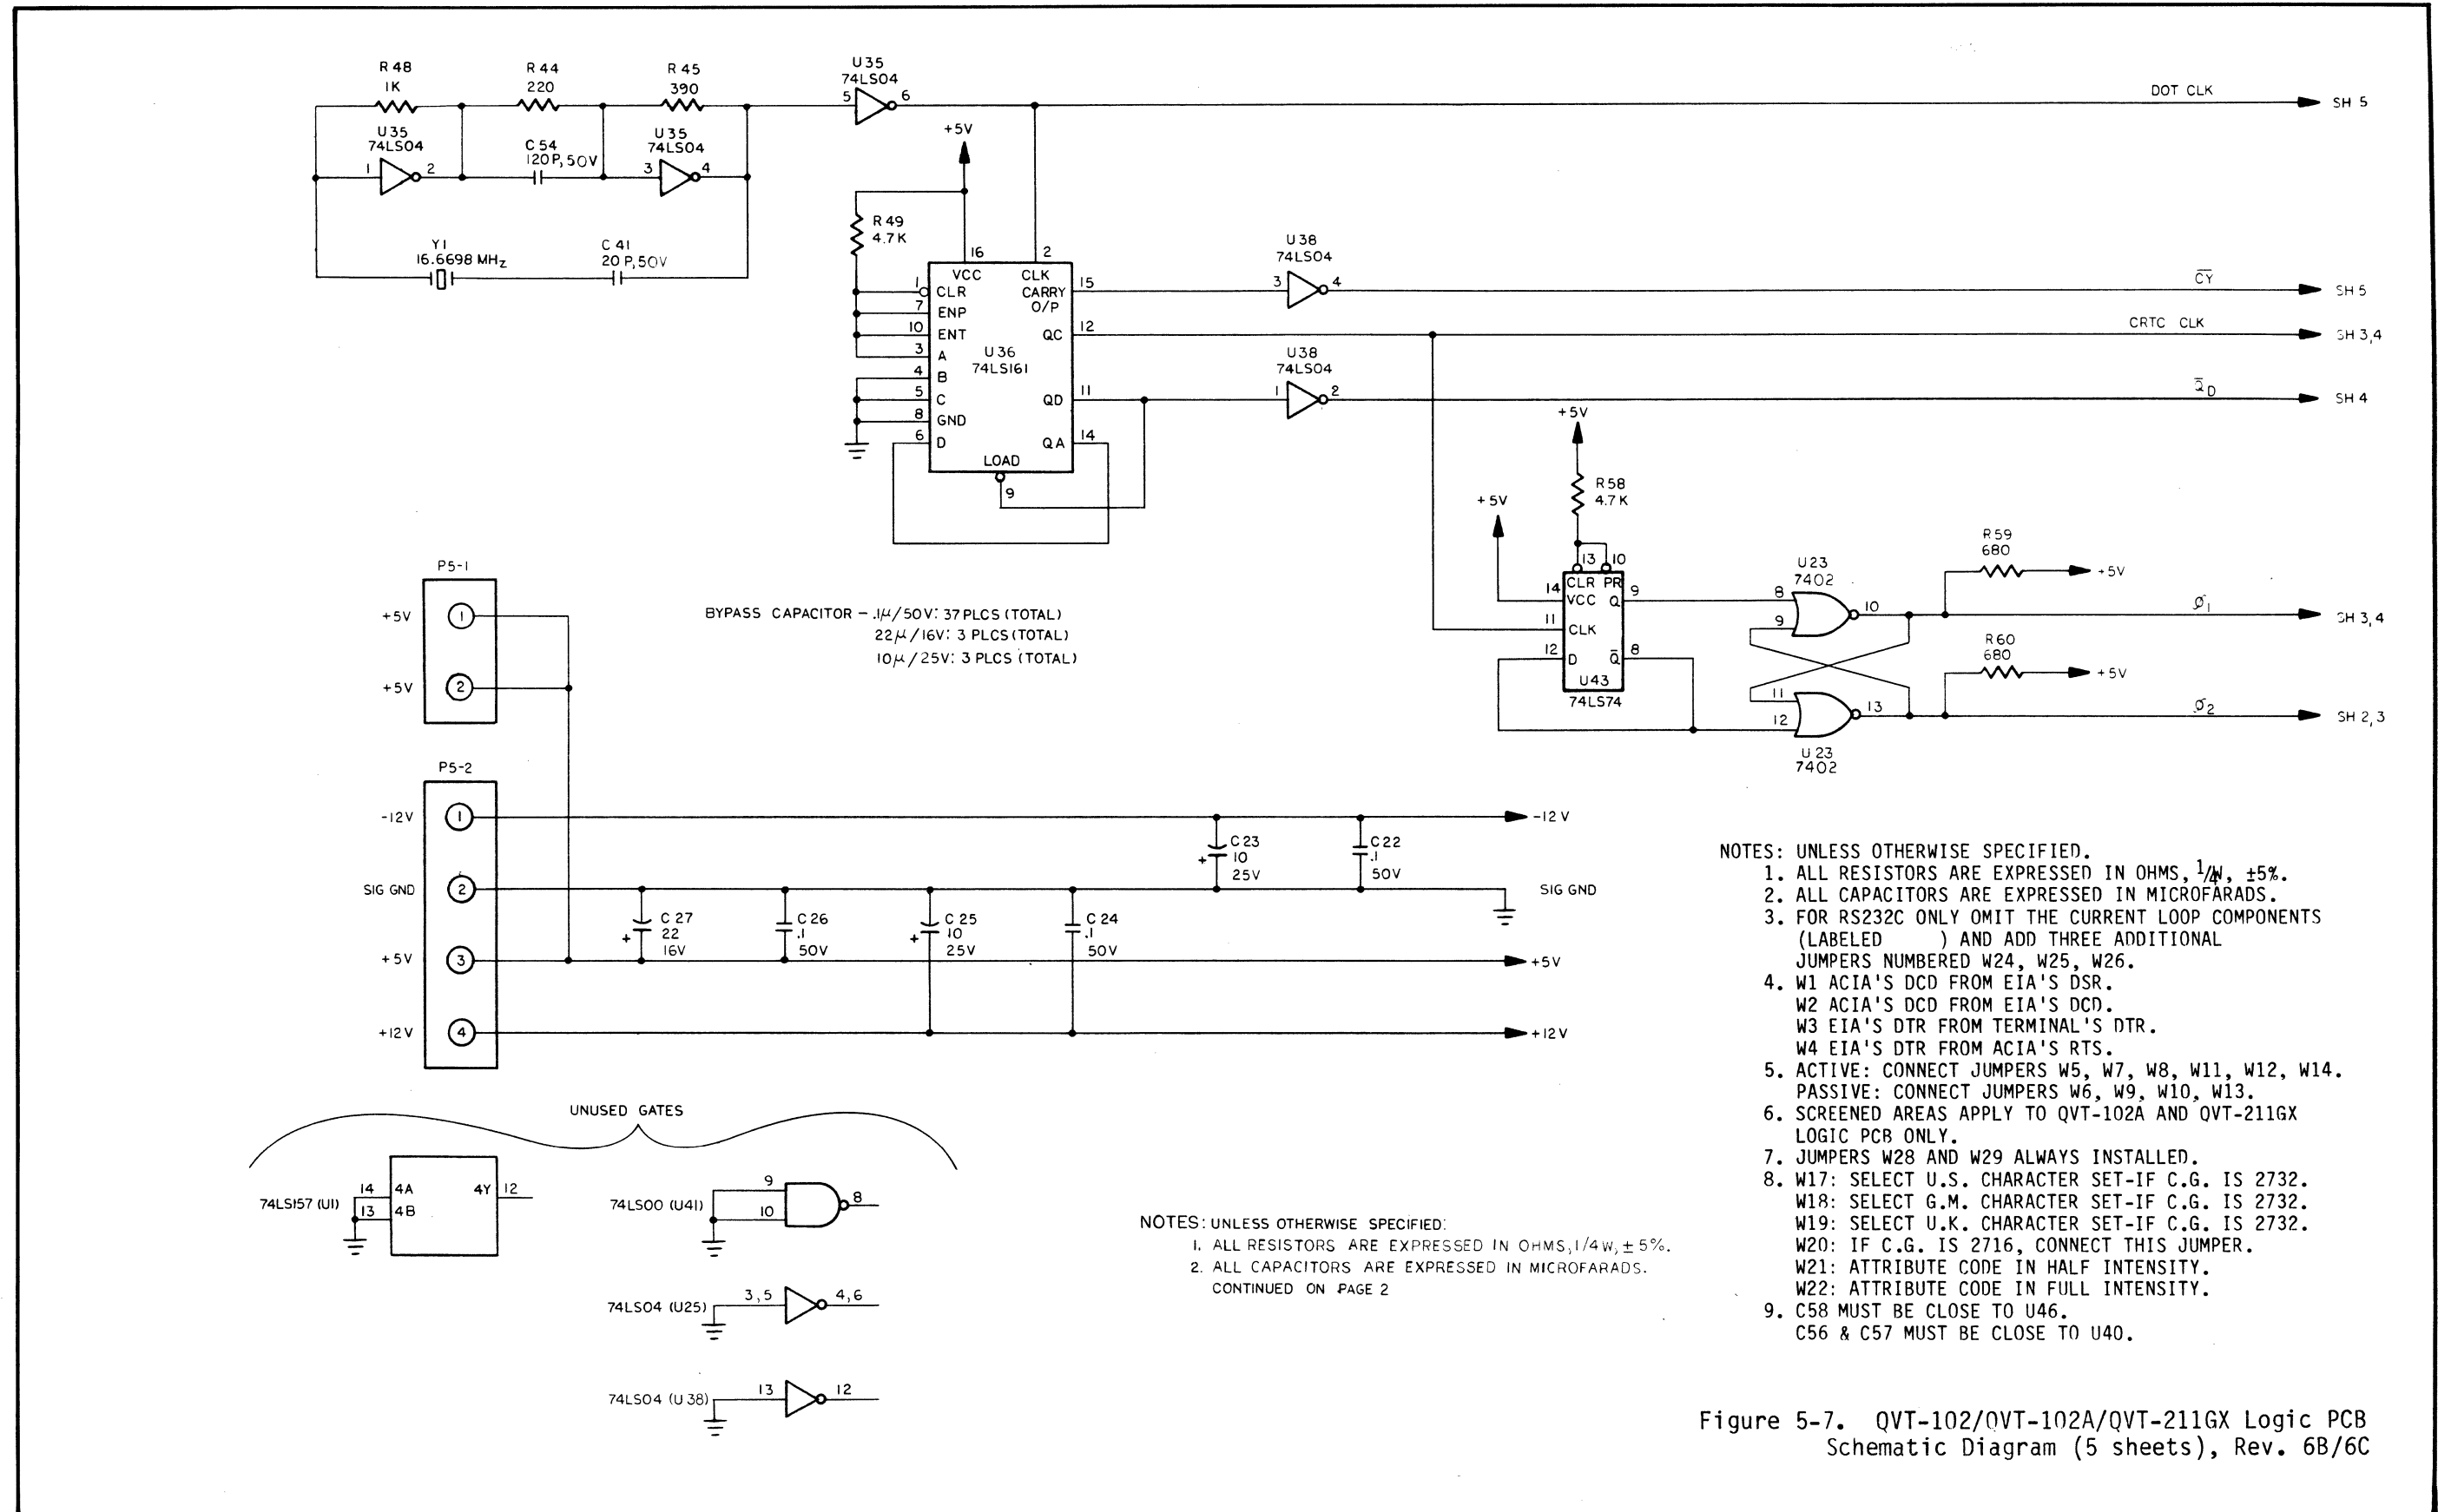 R 48
1K
R 44
220
R 45
390
U35
74LS04
5
6
DOT CLK
SH 5
U35
74LS04
1
2
C 54
120P, 50V
U35
74LS04
3
4
+5V
Y1
16.6698 MHz
C 41
20 P, 50V
R 49
4.7K
16
2
VCC
CLK
1
CLR
CARRY
O/P
15
7
ENP
10
ENT
QC
12
3
A
U36
74LS161
4
B
5
C
QD
11
8
GND
6
D
QA
14
LOAD
9
U38
74LS04
3
4
C̅Y̅
SH 5
CRTC CLK
SH 3,4
U38
74LS04
1
2
Q̅D
SH 4
+5V
R58
4.7K
+5V
13
10
CLR
PR
14
VCC
Q
9
11
CLK
12
D
Q̅
8
U43
74LS74
U23
7402
8
9
10
R59
680
+5V
Ø1
SH 3,4
R60
680
+5V
11
12
13
Ø2
SH 2,3
U 23
7402
P5-1
+5V
1
+5V
2
BYPASS CAPACITOR - .1µ/50V: 37 PLCS (TOTAL)
22µ/16V: 3 PLCS (TOTAL)
10µ/25V: 3 PLCS (TOTAL)
P5-2
-12V
1
-12 V
SIG GND
2
SIG GND
+5V
3
+5V
+12V
4
+12V
C 23
10
25V
+
C 22
.1
50V
C 27
22
16V
+
C 26
.1
50V
C 25
10
25V
+
C 24
.1
50V
UNUSED GATES
74LS157 (U1)
14
4A
4Y
12
13
4B
74LS00 (U41)
9
10
8
74LS04 (U25)
3,5
4,6
74LS04 (U 38)
13
12
NOTES: UNLESS OTHERWISE SPECIFIED:
1. ALL RESISTORS ARE EXPRESSED IN OHMS, 1/4 W, ± 5%.
2. ALL CAPACITORS ARE EXPRESSED IN MICROFARADS.
CONTINUED ON PAGE 2
NOTES: UNLESS OTHERWISE SPECIFIED.
1. ALL RESISTORS ARE EXPRESSED IN OHMS, 1/4W, ±5%.
2. ALL CAPACITORS ARE EXPRESSED IN MICROFARADS.
3. FOR RS232C ONLY OMIT THE CURRENT LOOP COMPONENTS
(LABELED ) AND ADD THREE ADDITIONAL
JUMPERS NUMBERED W24, W25, W26.
4. W1 ACIA'S DCD FROM EIA'S DSR.
W2 ACIA'S DCD FROM EIA'S DCD.
W3 EIA'S DTR FROM TERMINAL'S DTR.
W4 EIA'S DTR FROM ACIA'S RTS.
5. ACTIVE: CONNECT JUMPERS W5, W7, W8, W11, W12, W14.
PASSIVE: CONNECT JUMPERS W6, W9, W10, W13.
6. SCREENED AREAS APPLY TO QVT-102A AND QVT-211GX
LOGIC PCB ONLY.
7. JUMPERS W28 AND W29 ALWAYS INSTALLED.
8. W17: SELECT U.S. CHARACTER SET-IF C.G. IS 2732.
W18: SELECT G.M. CHARACTER SET-IF C.G. IS 2732.
W19: SELECT U.K. CHARACTER SET-IF C.G. IS 2732.
W20: IF C.G. IS 2716, CONNECT THIS JUMPER.
W21: ATTRIBUTE CODE IN HALF INTENSITY.
W22: ATTRIBUTE CODE IN FULL INTENSITY.
9. C58 MUST BE CLOSE TO U46.
C56 & C57 MUST BE CLOSE TO U40.
Figure 5-7. QVT-102/QVT-102A/QVT-211GX Logic PCB
Schematic Diagram (5 sheets), Rev. 6B/6C